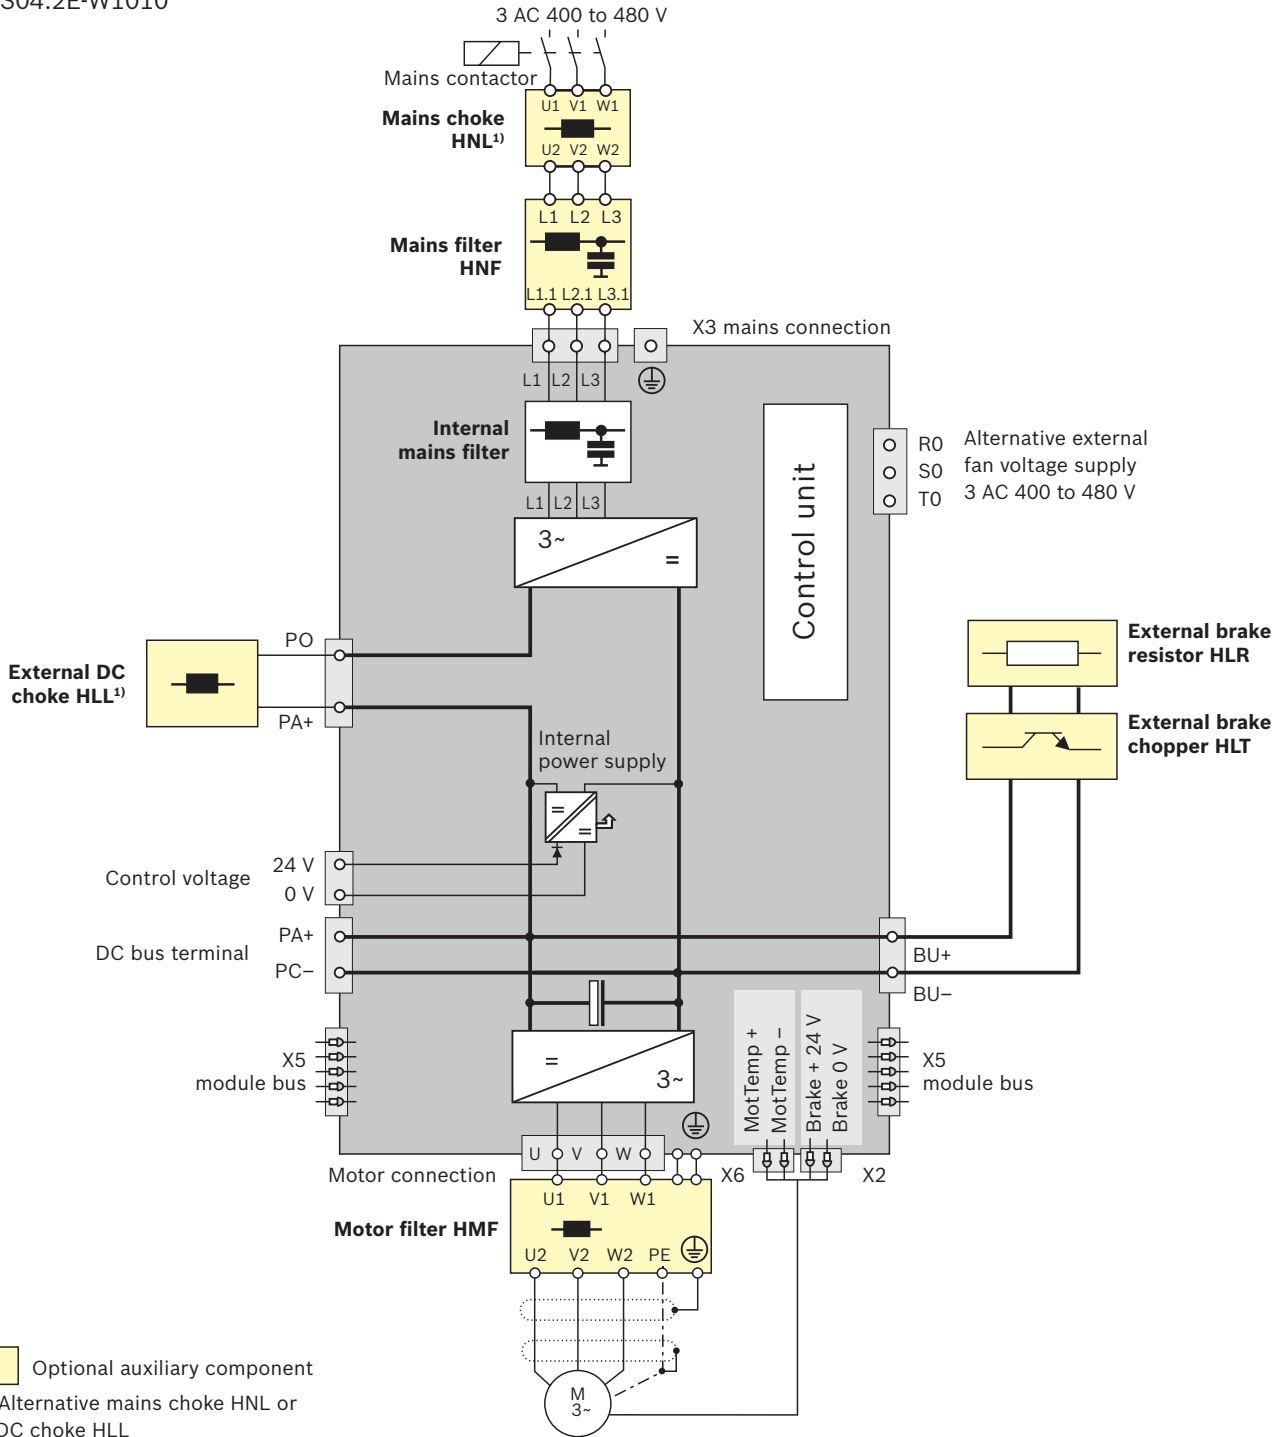 S04.2E-W1010
3 AC 400 to 480 V
Mains contactor
U1 V1 W1
Mains choke
HNL1)
U2 V2 W2
L1 L2 L3
Mains filter
HNF
L1.1 L2.1 L3.1
X3 mains connection
L1 L2 L3
Internal
mains filter
L1 L2 L3
3~
=
Control unit
R0
S0
T0
Alternative external
fan voltage supply
3 AC 400 to 480 V
PO
External DC
choke HLL1)
PA+
External brake
resistor HLR
External brake
chopper HLT
Internal
power supply
=
=
Control voltage
24 V
0 V
DC bus terminal
PA+
PC–
BU+
BU–
X5
module bus
=
3~
MotTemp +
MotTemp –
Brake + 24 V
Brake 0 V
X5
module bus
U V W
Motor connection
X6
X2
U1 V1 W1
Motor filter HMF
U2 V2 W2 PE
M
3~
Optional auxiliary component
Alternative mains choke HNL or
DC choke HLL